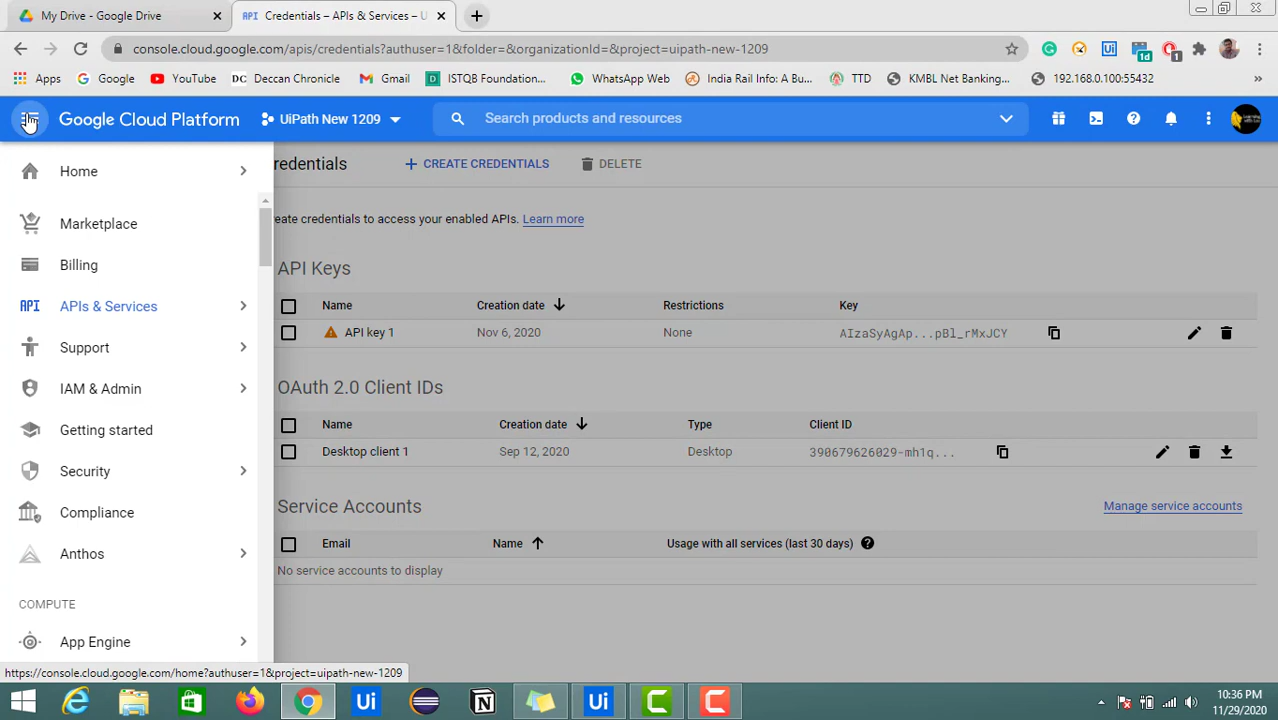 My Drive - Google Drive
Credentials – APIs & Services – U
console.cloud.google.com/apis/credentials?authuser=1&folder=&organizationId=&project=uipath-new-1209
1d
1
Apps
Google
YouTube
DC Deccan Chronicle
Gmail
ISTQB Foundation...
WhatsApp Web
India Rail Info: A Bu...
TTD
KMBL Net Banking...
192.168.0.100:55432
»
Google Cloud Platform
UiPath New 1209
Search products and resources
Home
Marketplace
Billing
API APIs & Services
Support
IAM & Admin
Getting started
Security
Compliance
Anthos
COMPUTE
App Engine
redentials
+ CREATE CREDENTIALS
DELETE
eate credentials to access your enabled APIs. Learn more
API Keys
Name Creation date Restrictions Key
API key 1 Nov 6, 2020 None AIzaSyAgAp...pBl_rMxJCY
OAuth 2.0 Client IDs
Name Creation date Type Client ID
Desktop client 1 Sep 12, 2020 Desktop 390679626029-mh1q...
Service Accounts
Manage service accounts
Email Name Usage with all services (last 30 days)
No service accounts to display
https://console.cloud.google.com/home?authuser=1&project=uipath-new-1209
10:36 PM
11/29/2020